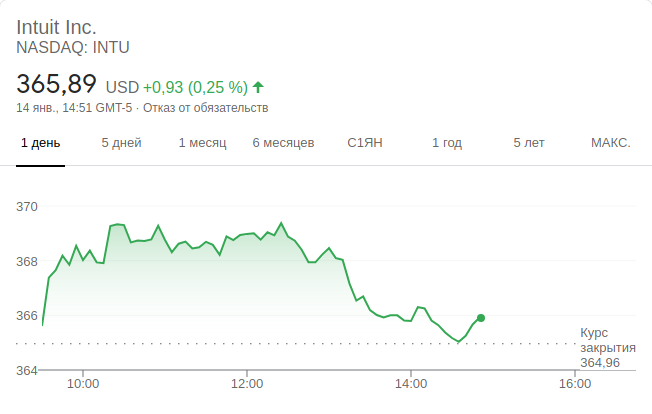 Intuit Inc.
NASDAQ: INTU
365,89 USD +0,93 (0,25 %)
14 янв., 14:51 GMT-5 · Отказ от обязательств
1 день 5 дней 1 месяц 6 месяцев С1ЯН 1 год 5 лет МАКС.
370
368
366
364
Курс
закрытия
364,96
10:00 12:00 14:00 16:00